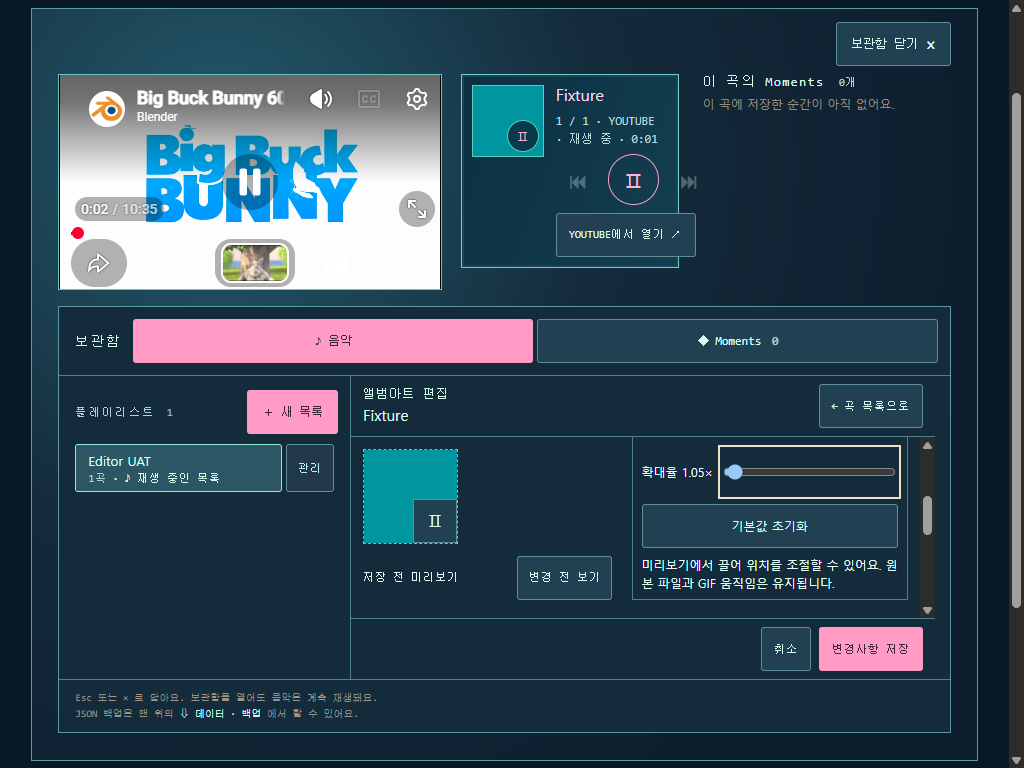 보관함 닫기 ×
Big Buck Bunny 60
Blender
CC
Big Buck
BUNNY
0:02 / 10:35
Fixture
1 / 1 · YOUTUBE
· 재생 중 · 0:01
YOUTUBE에서 열기 ↗
이 곡의 Moments 0개
이 곡에 저장한 순간이 아직 없어요.
보관함
♪ 음악
◆ Moments 0
플레이리스트 1
+ 새 목록
Editor UAT
1곡 · ♪ 재생 중인 목록
관리
앨범아트 편집
Fixture
← 곡 목록으로
저장 전 미리보기
변경 전 보기
확대율 1.05×
기본값 초기화
미리보기에서 끌어 위치를 조절할 수 있어요. 원
본 파일과 GIF 움직임은 유지됩니다.
취소
변경사항 저장
Esc 또는 × 로 닫아요. 보관함을 열어도 음악은 계속 재생돼요.
JSON 백업은 맨 위의 ⇩ 데이터 · 백업 에서 할 수 있어요.